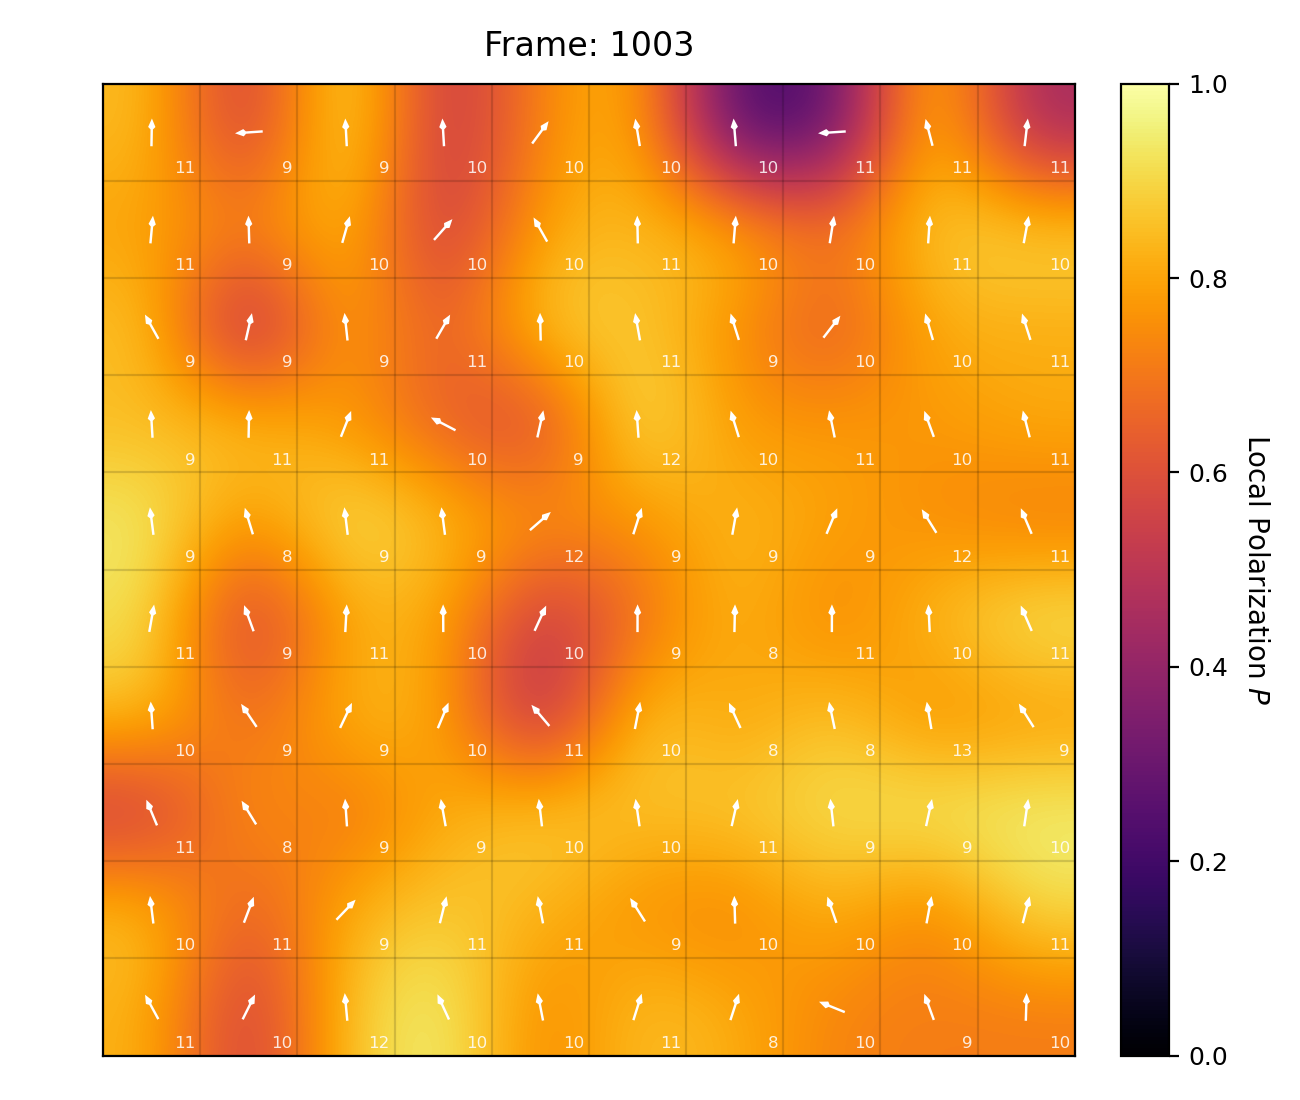 Frame: 1003
11 9 9 10 10 10 10 11 11 11
11 9 10 10 10 11 10 10 11 10
9 9 9 11 10 11 9 10 10 11
9 11 11 10 9 12 10 11 10 11
9 8 9 9 12 9 9 9 12 11
11 9 11 10 10 9 8 11 10 11
10 9 9 10 11 10 8 8 13 9
11 8 9 9 10 10 11 9 9 10
10 11 9 11 11 9 10 10 10 11
11 10 12 10 10 11 8 10 9 10
1.0
0.8
0.6
0.4
0.2
0.0
Local Polarization P